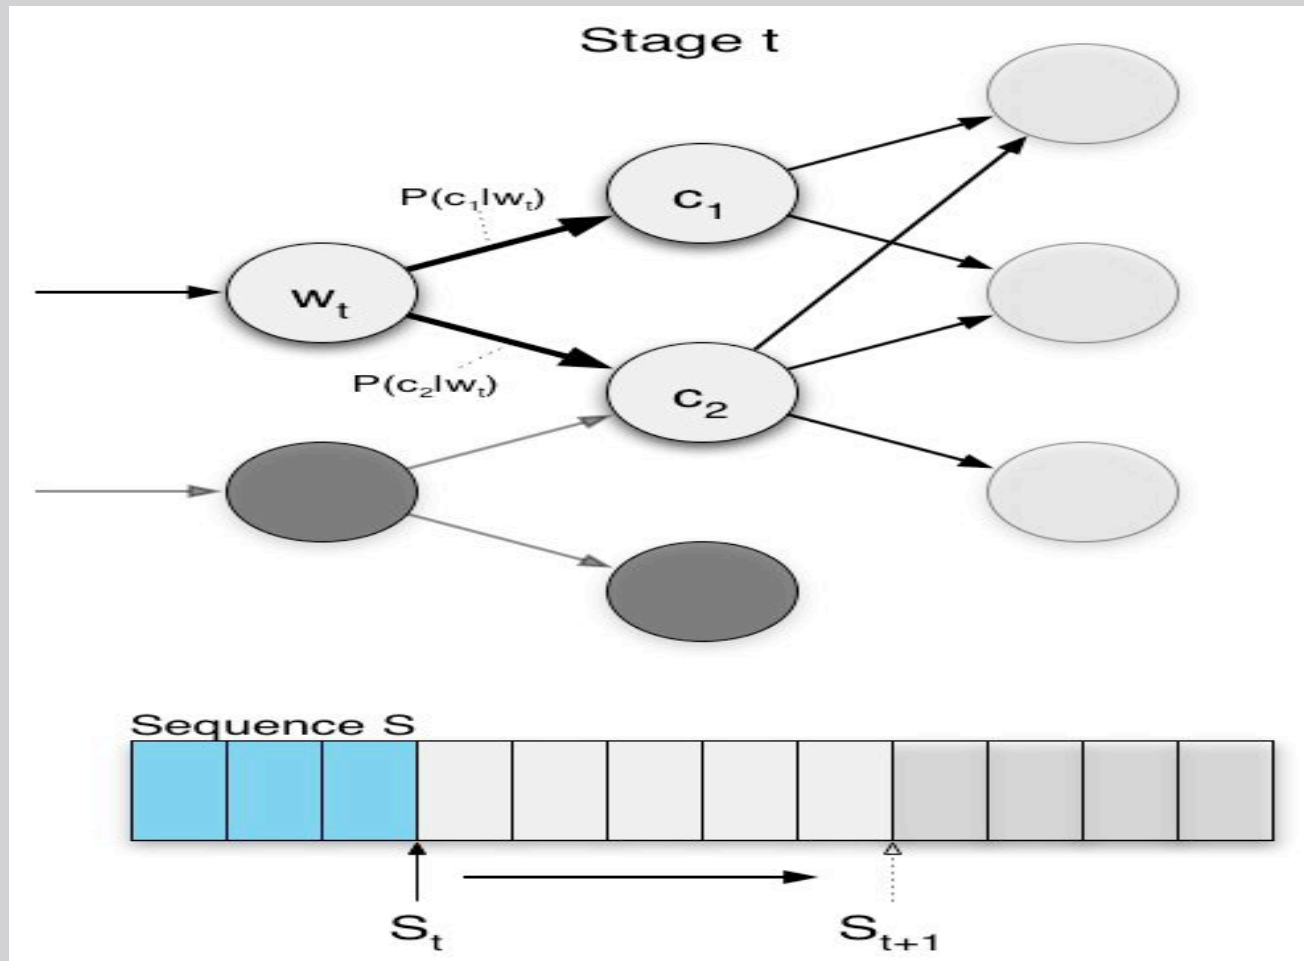 Stage t
P(c₁|wₜ)
c₁
wₜ
P(c₂|wₜ)
c₂
Sequence S
Sₜ
Sₜ₊₁